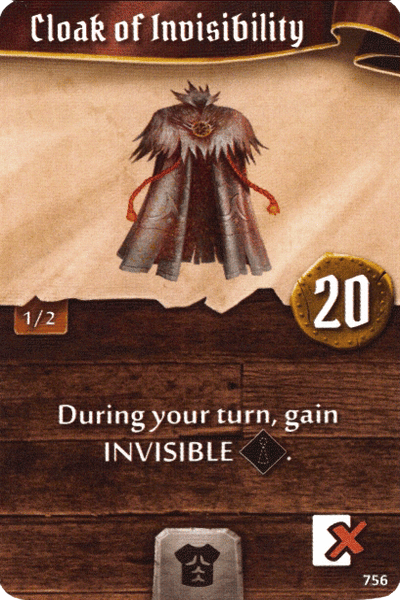 Cloak of Invisibility
1/2
20
During your turn, gain
INVISIBLE.
756